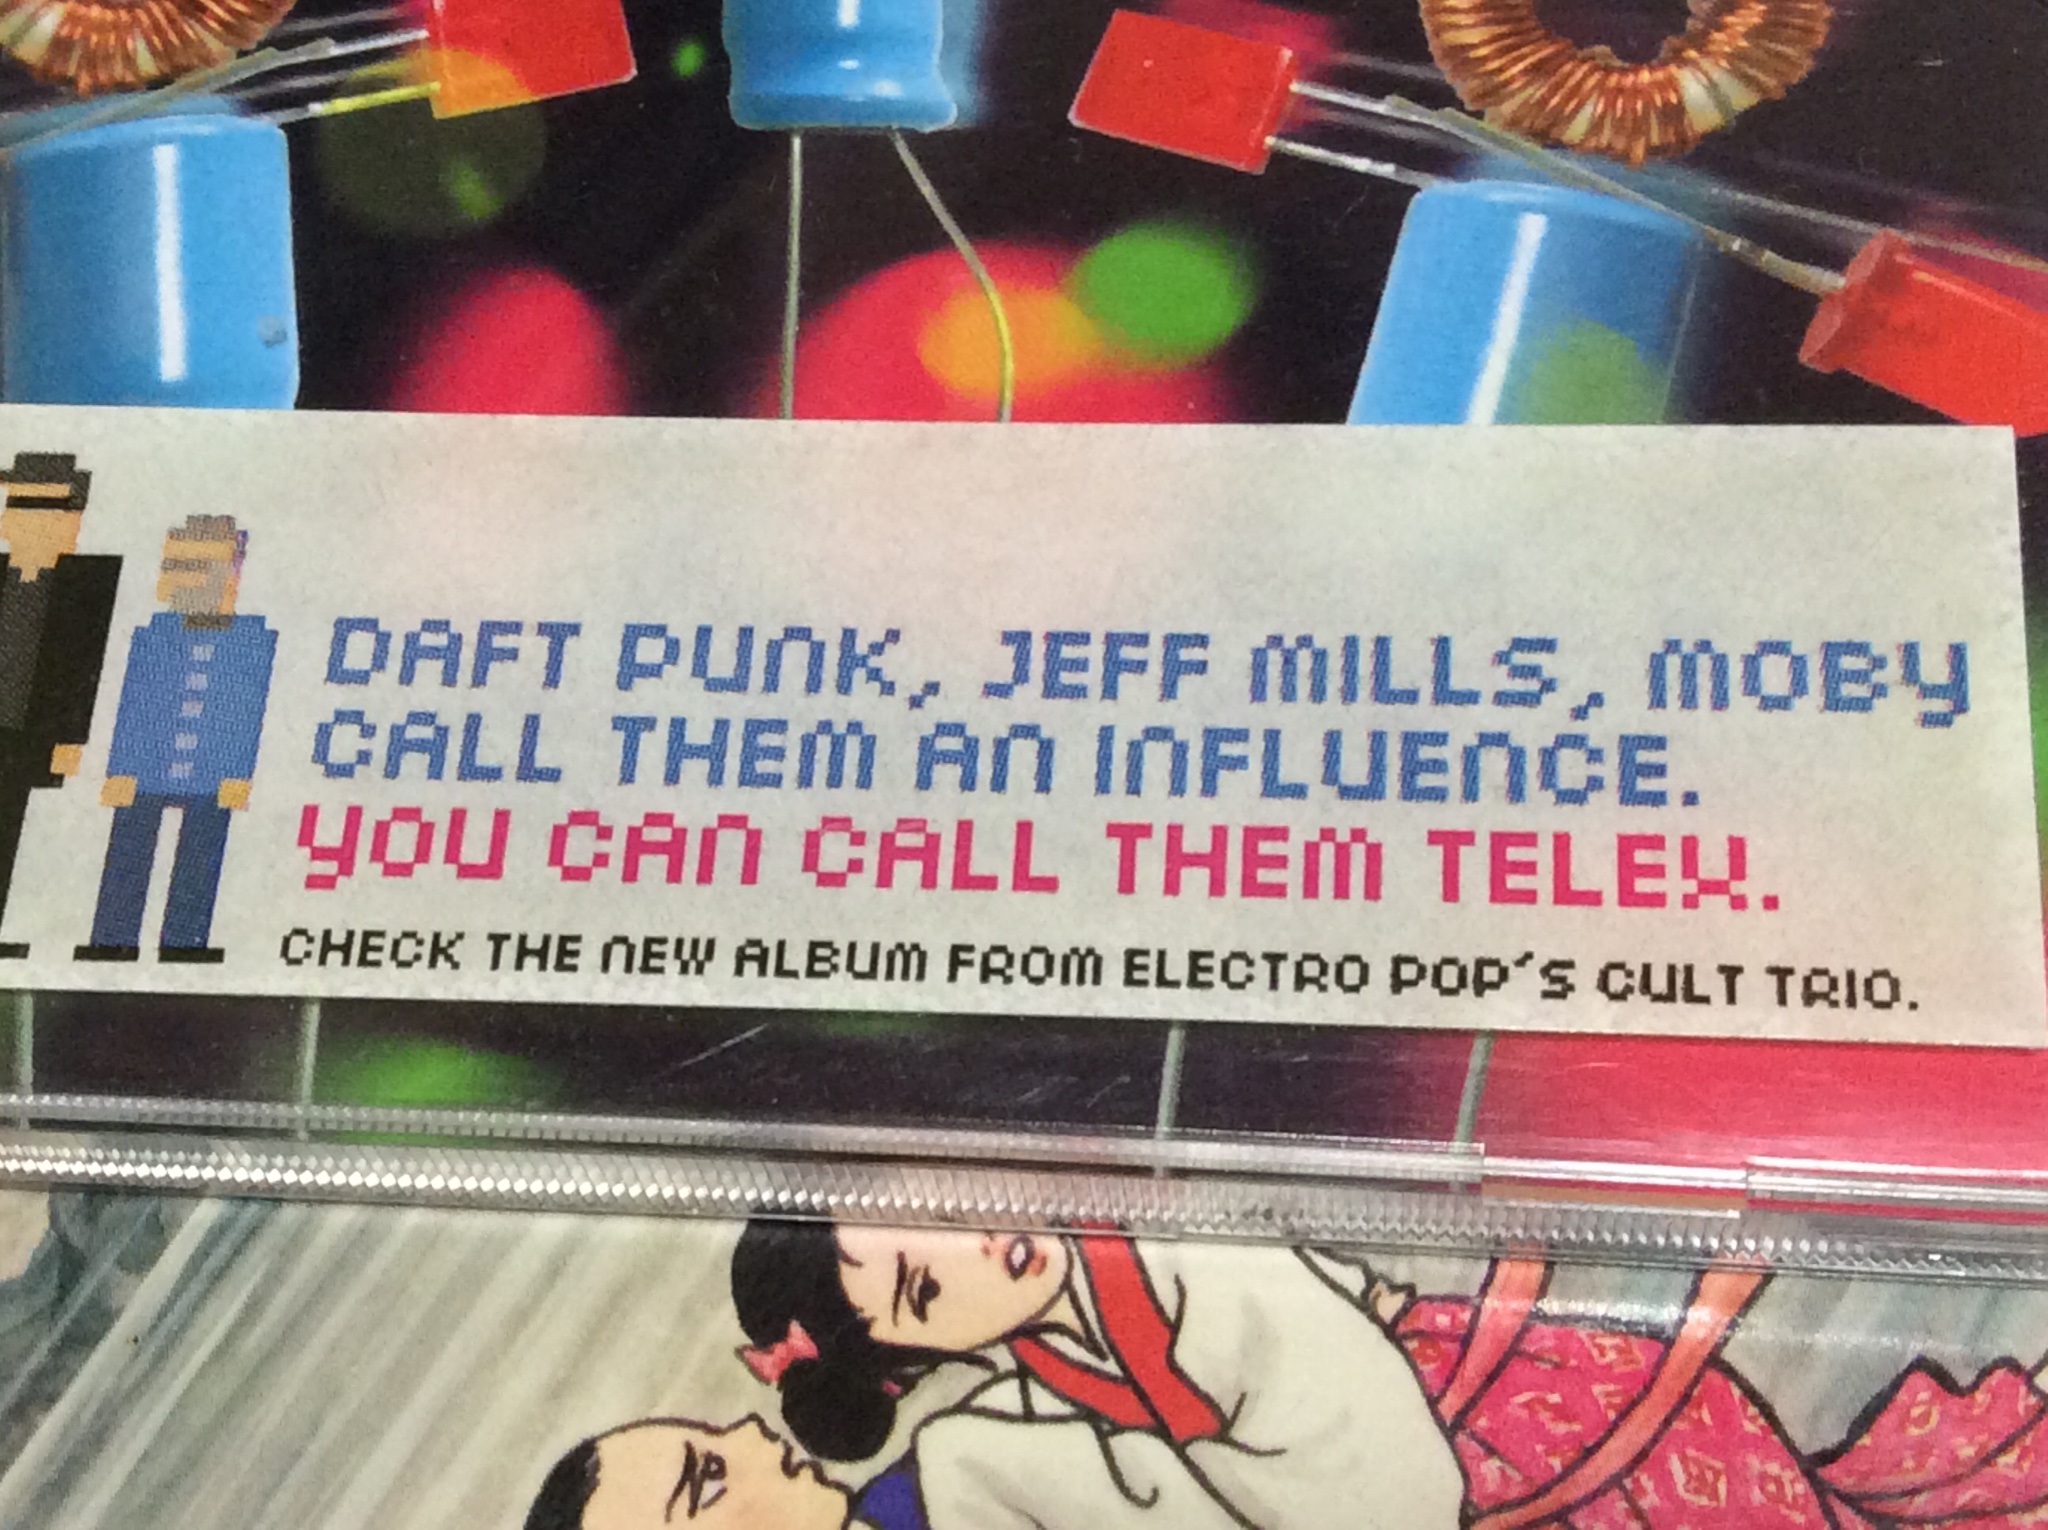 DAFT PUNK, JEFF MILLS, MOBY
CALL THEM AN INFLUENCE.
YOU CAN CALL THEM TELEX.
CHECK THE NEW ALBUM FROM ELECTRO POP'S CULT TRIO.